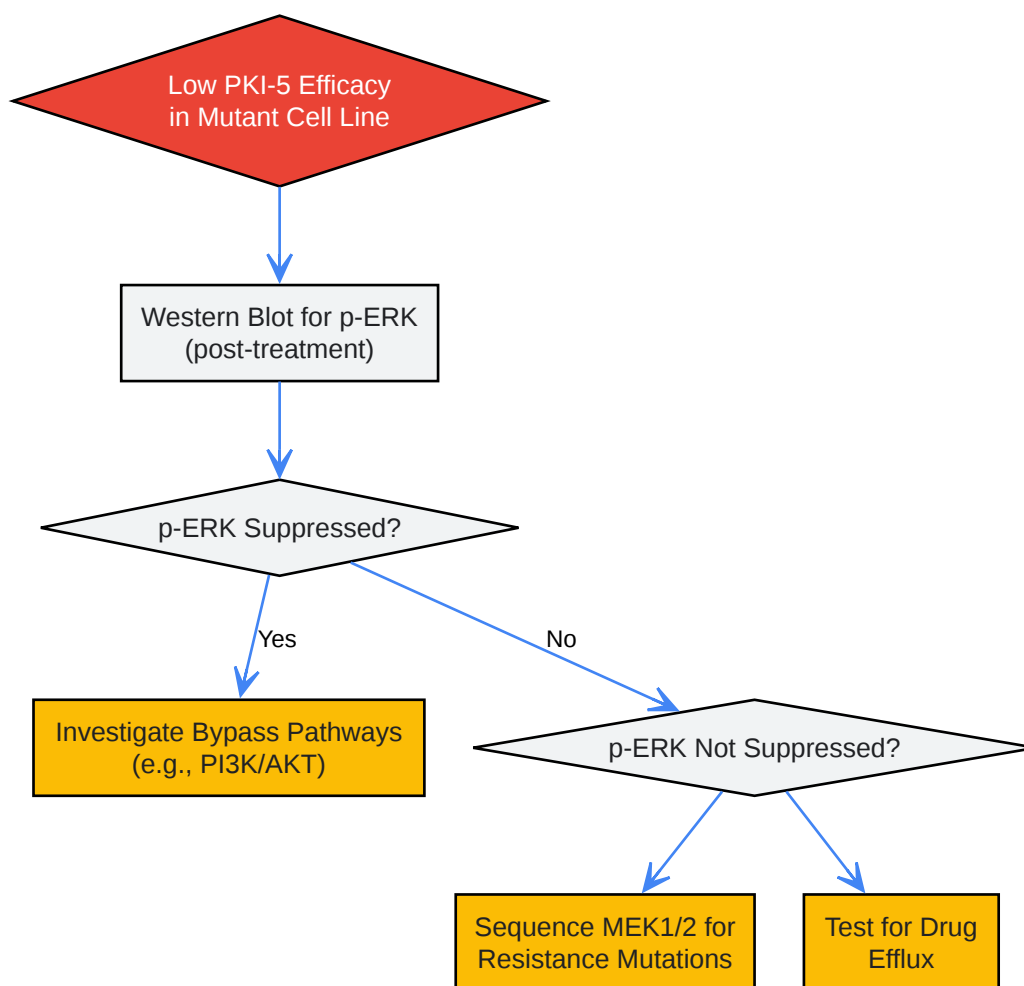 Low PKI-5 Efficacy
in Mutant Cell Line
Western Blot for p-ERK
(post-treatment)
p-ERK Suppressed?
Yes
No
Investigate Bypass Pathways
(e.g., PI3K/AKT)
p-ERK Not Suppressed?
Sequence MEK1/2 for
Resistance Mutations
Test for Drug
Efflux